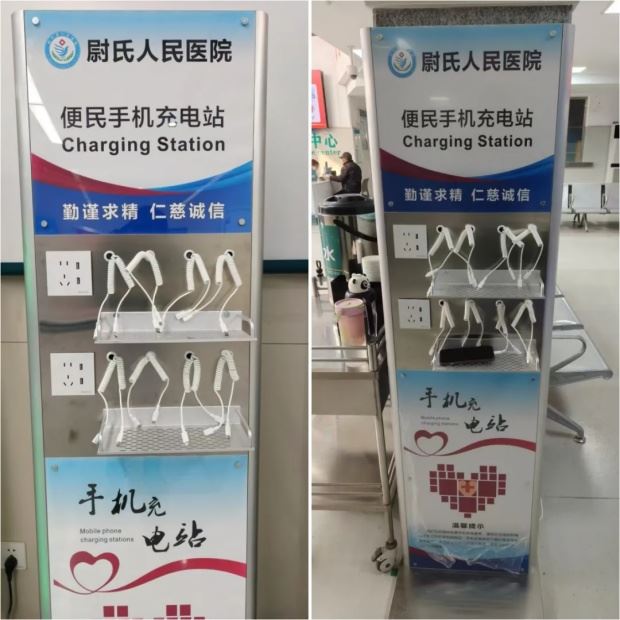 尉氏人民医院
便民手机充电站
Charging Station
勤谨求精 仁慈诚信
手机充
Mobile phone
charging stations
电站
尉氏人民医院
便民手机充电站
Charging Station
勤谨求精 仁慈诚信
中心
水
手机充
Mobile phone
charging stations
电站
温馨提示